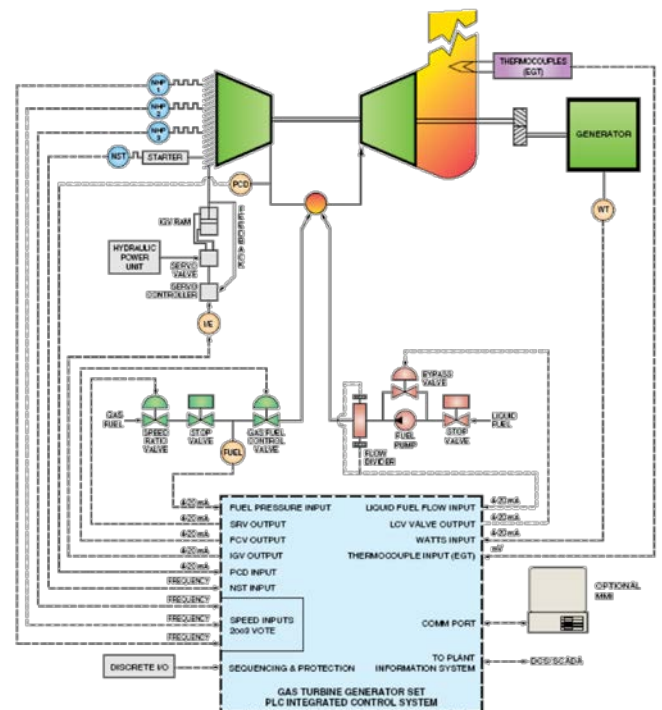 THERMOCOUPLES
(EGT)
NHP
1
NHP
2
NHP
3
NST
STARTER
GENERATOR
PCD
WT
IGV RAM
FEEDBACK
HYDRAULIC
POWER
UNIT
SERVO
VALVE
SERVO
CONTROLLER
I/E
BYPASS
VALVE
GAS
FUEL
SPEED
RATIO
VALVE
STOP
VALVE
GAS FUEL
CONTROL
VALVE
FUEL
FLOW
DIVIDER
FUEL
PUMP
STOP
VALVE
LIQUID
FUEL
4-20 mA
FUEL PRESSURE INPUT
LIQUID FUEL FLOW INPUT
4-20 mA
4-20 mA
SRV OUTPUT
LCV VALVE OUTPUT
4-20 mA
4-20 mA
FCV OUTPUT
WATTS INPUT
4-20 mA
4-20 mA
IGV OUTPUT
THERMOCOUPLE INPUT (EGT)
mV
4-20 mA
PCD INPUT
FREQUENCY
NST INPUT
FREQUENCY
FREQUENCY
FREQUENCY
SPEED INPUTS
2oo3 VOTE
COMM PORT
OPTIONAL
MMI
DISCRETE I/O
SEQUENCING & PROTECTION
TO PLANT
INFORMATION SYSTEM
DCS/SCADA
GAS TURBINE GENERATOR SET
PLC INTEGRATED CONTROL SYSTEM